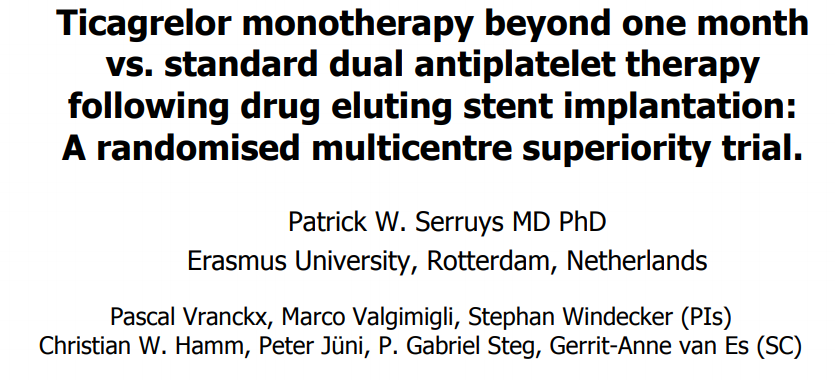 Ticagrelor monotherapy beyond one month
vs. standard dual antiplatelet therapy
following drug eluting stent implantation:
A randomised multicentre superiority trial.
Patrick W. Serruys MD PhD
Erasmus University, Rotterdam, Netherlands
Pascal Vranckx, Marco Valgimigli, Stephan Windecker (PIs)
Christian W. Hamm, Peter Jüni, P. Gabriel Steg, Gerrit-Anne van Es (SC)